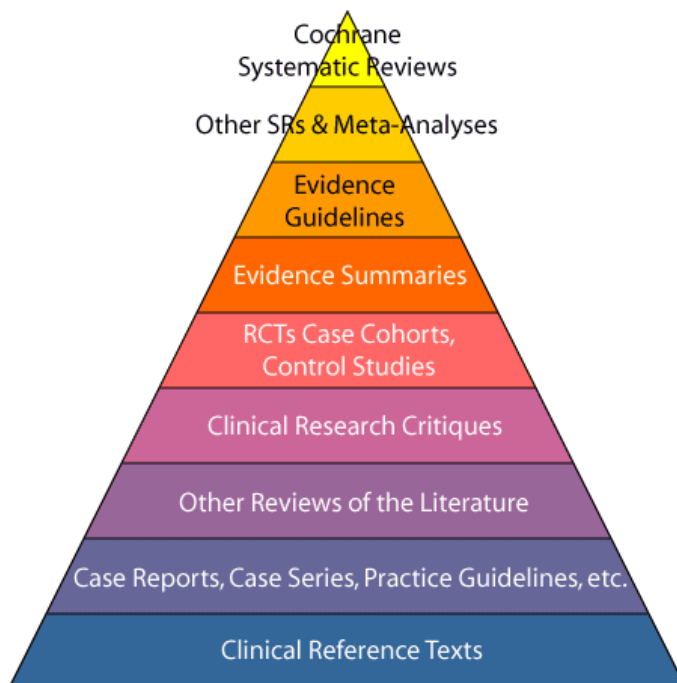 Cochrane
Systematic Reviews
Other SRs & Meta-Analyses
Evidence
Guidelines
Evidence Summaries
RCTs Case Cohorts,
Control Studies
Clinical Research Critiques
Other Reviews of the Literature
Case Reports, Case Series, Practice Guidelines, etc.
Clinical Reference Texts